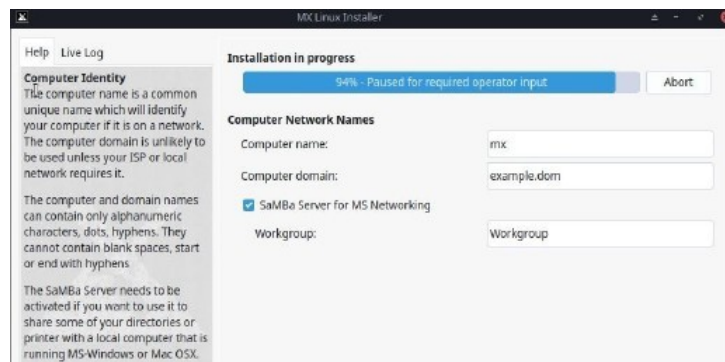 MX Linux Installer
Help Live Log
Computer Identity
The computer name is a common
unique name which will identify
your computer if it is on a network.
The computer domain is unlikely to
be used unless your ISP or local
network requires it.
The computer and domain names
can contain only alphanumeric
characters, dots, hyphens. They
cannot contain blank spaces, start
or end with hyphens
The SaMBa Server needs to be
activated if you want to use it to
share some of your directories or
printer with a local computer that is
running MS-Windows or Mac OSX.
Installation in progress
94% - Paused for required operator input Abort
Computer Network Names
Computer name: mx
Computer domain: example.dom
SaMBa Server for MS Networking
Workgroup: Workgroup